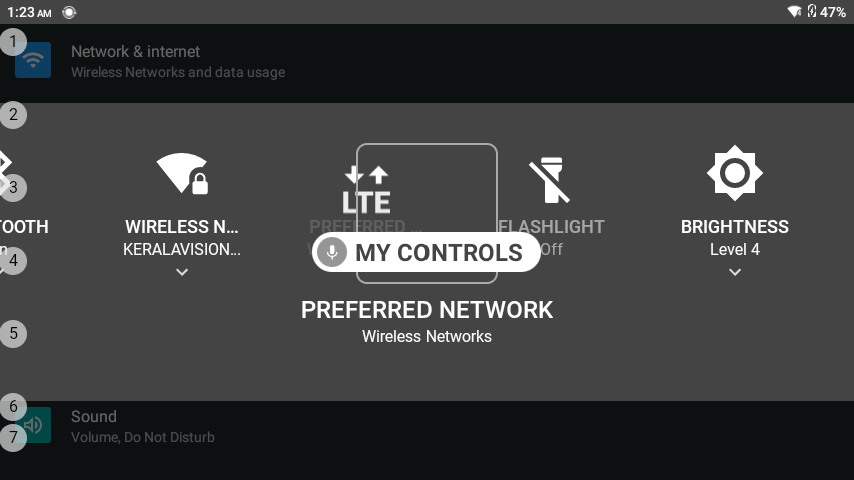 1:23 AM
47%
1
Network & internet
Wireless Networks and data usage
2
3
LTE
TOOTH
WIRELESS N...
PREFERRED ...
FLASHLIGHT
BRIGHTNESS
KERALAVISION...
Off
Level 4
MY CONTROLS
4
PREFERRED NETWORK
5
Wireless Networks
6
Sound
7
Volume, Do Not Disturb